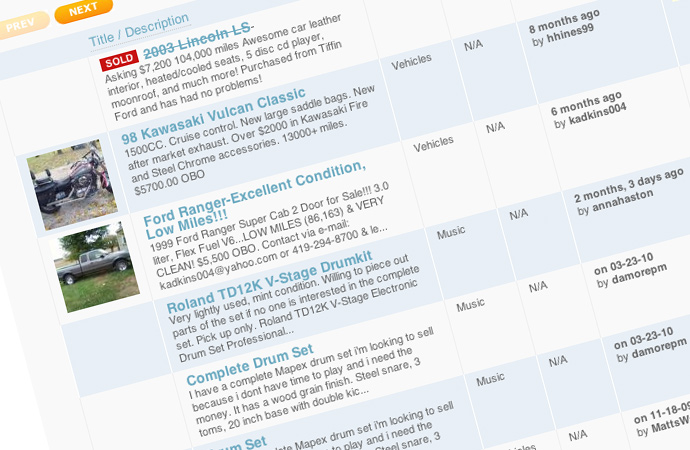 PREV
NEXT
Title / Description
SOLD 2003 Lincoln LS-
Asking $7,200 104,000 miles Awesome car leather
interior, heated/cooled seats, 5 disc cd player,
moonroof, and much more! Purchased from Tiffin
Ford and has had no problems!
8 months ago
by hhines99
Vehicles
N/A
98 Kawasaki Vulcan Classic
1500CC. Cruise control. New large saddle bags. New
after market exhaust. Over $2000 in Kawasaki Fire
and Steel Chrome accessories. 13000+ miles.
$5700.00 OBO
Vehicles
N/A
6 months ago
by kadkins004
Ford Ranger-Excellent Condition,
Low Miles!!!
1999 Ford Ranger Super Cab 2 Door for Sale!!! 3.0
liter, Flex Fuel V6...LOW MILES (86,163) & VERY
CLEAN! $5,500 OBO. Contact via e-mail:
kadkins004@yahoo.com or 419-294-8700 & le...
Music
N/A
2 months, 3 days ago
by annahaston
Roland TD12K V-Stage Drumkit
Very lightly used, mint condition. Willing to piece out
parts of the set if no one is interested in the complete
set. Pick up only. Roland TD12K V-Stage Electronic
Drum Set Professional...
Music
N/A
on 03-23-10
by damorepm
Complete Drum Set
I have a complete Mapex drum set i'm looking to sell
because i dont have time to play and i need the
money. It has a wood grain finish. Steel snare, 3
toms, 20 inch base with double kic...
Music
N/A
on 03-23-10
by damorepm
Drum Set
complete Mapex drum set i'm looking to sell
to play and i need the
Steel snare, 3
N/A
on 11-18-09
by MattsW